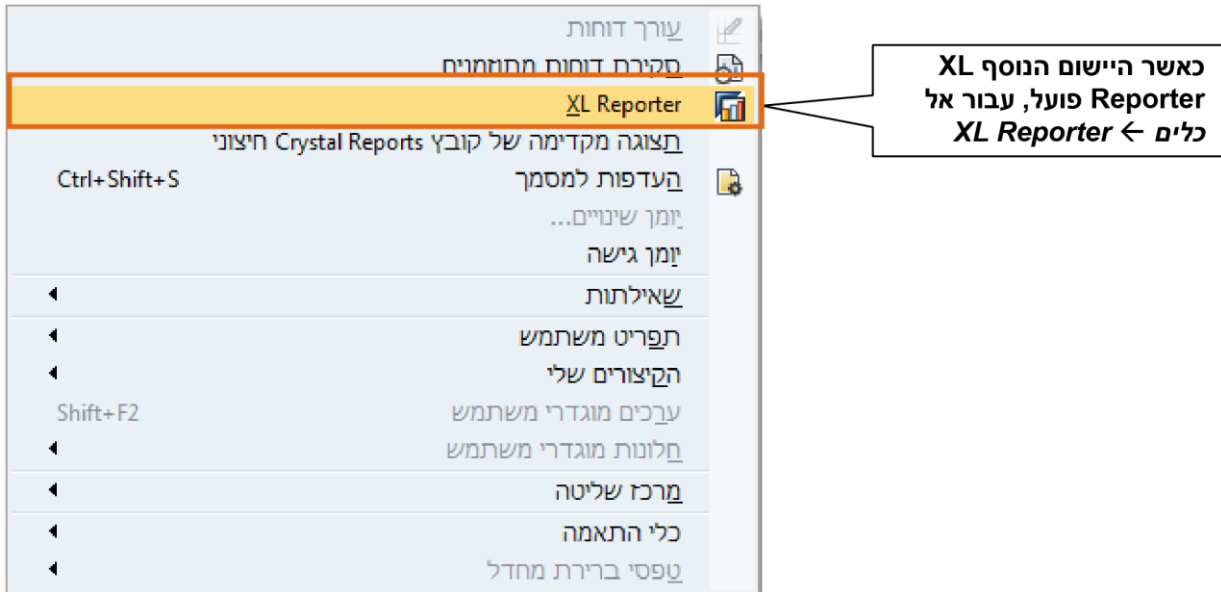 עורך דוחות
סקירת דוחות מתוזמנים
XL Reporter
תצוגה מקדימה של קובץ Crystal Reports חיצוני
העדפות למסמך Ctrl+Shift+S
יומן שינויים...
יומן גישה
שאילתות
תפריט משתמש
הקיצורים שלי
ערכים מוגדרי משתמש Shift+F2
חלונות מוגדרי משתמש
מרכז שליטה
כלי התאמה
טפסי ברירת מחדל
כאשר היישום הנוסף XL
Reporter פועל, עבור אל
כלים ← XL Reporter